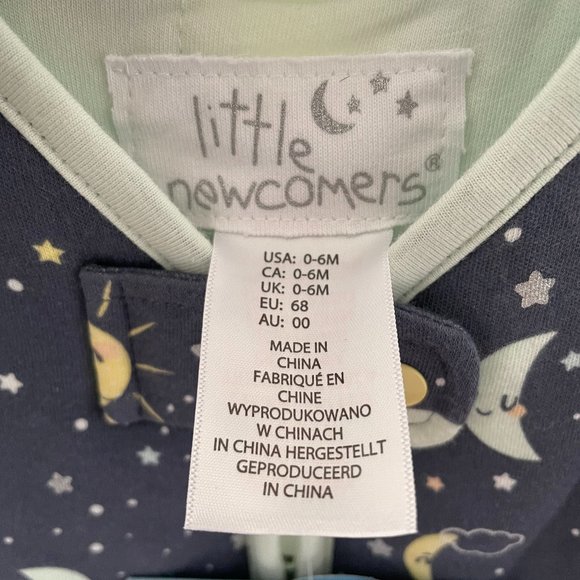 little
newcomers®
USA: 0-6M
CA: 0-6M
UK: 0-6M
EU: 68
AU: 00
MADE IN
CHINA
FABRIQUÉ EN
CHINE
WYPRODUKOWANO
W CHINACH
IN CHINA HERGESTELLT
GEPRODUCEERD
IN CHINA